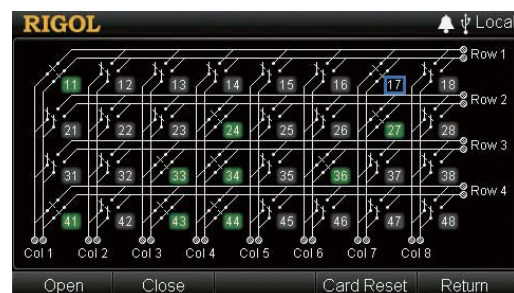 RIGOL Local
Row 1
11 12 13 14 15 16 17 18
Row 2
21 22 23 24 25 26 27 28
Row 3
31 32 33 34 35 36 37 38
Row 4
41 42 43 44 45 46 47 48
Col 1 Col 2 Col 3 Col 4 Col 5 Col 6 Col 7 Col 8
Open Close Card Reset Return